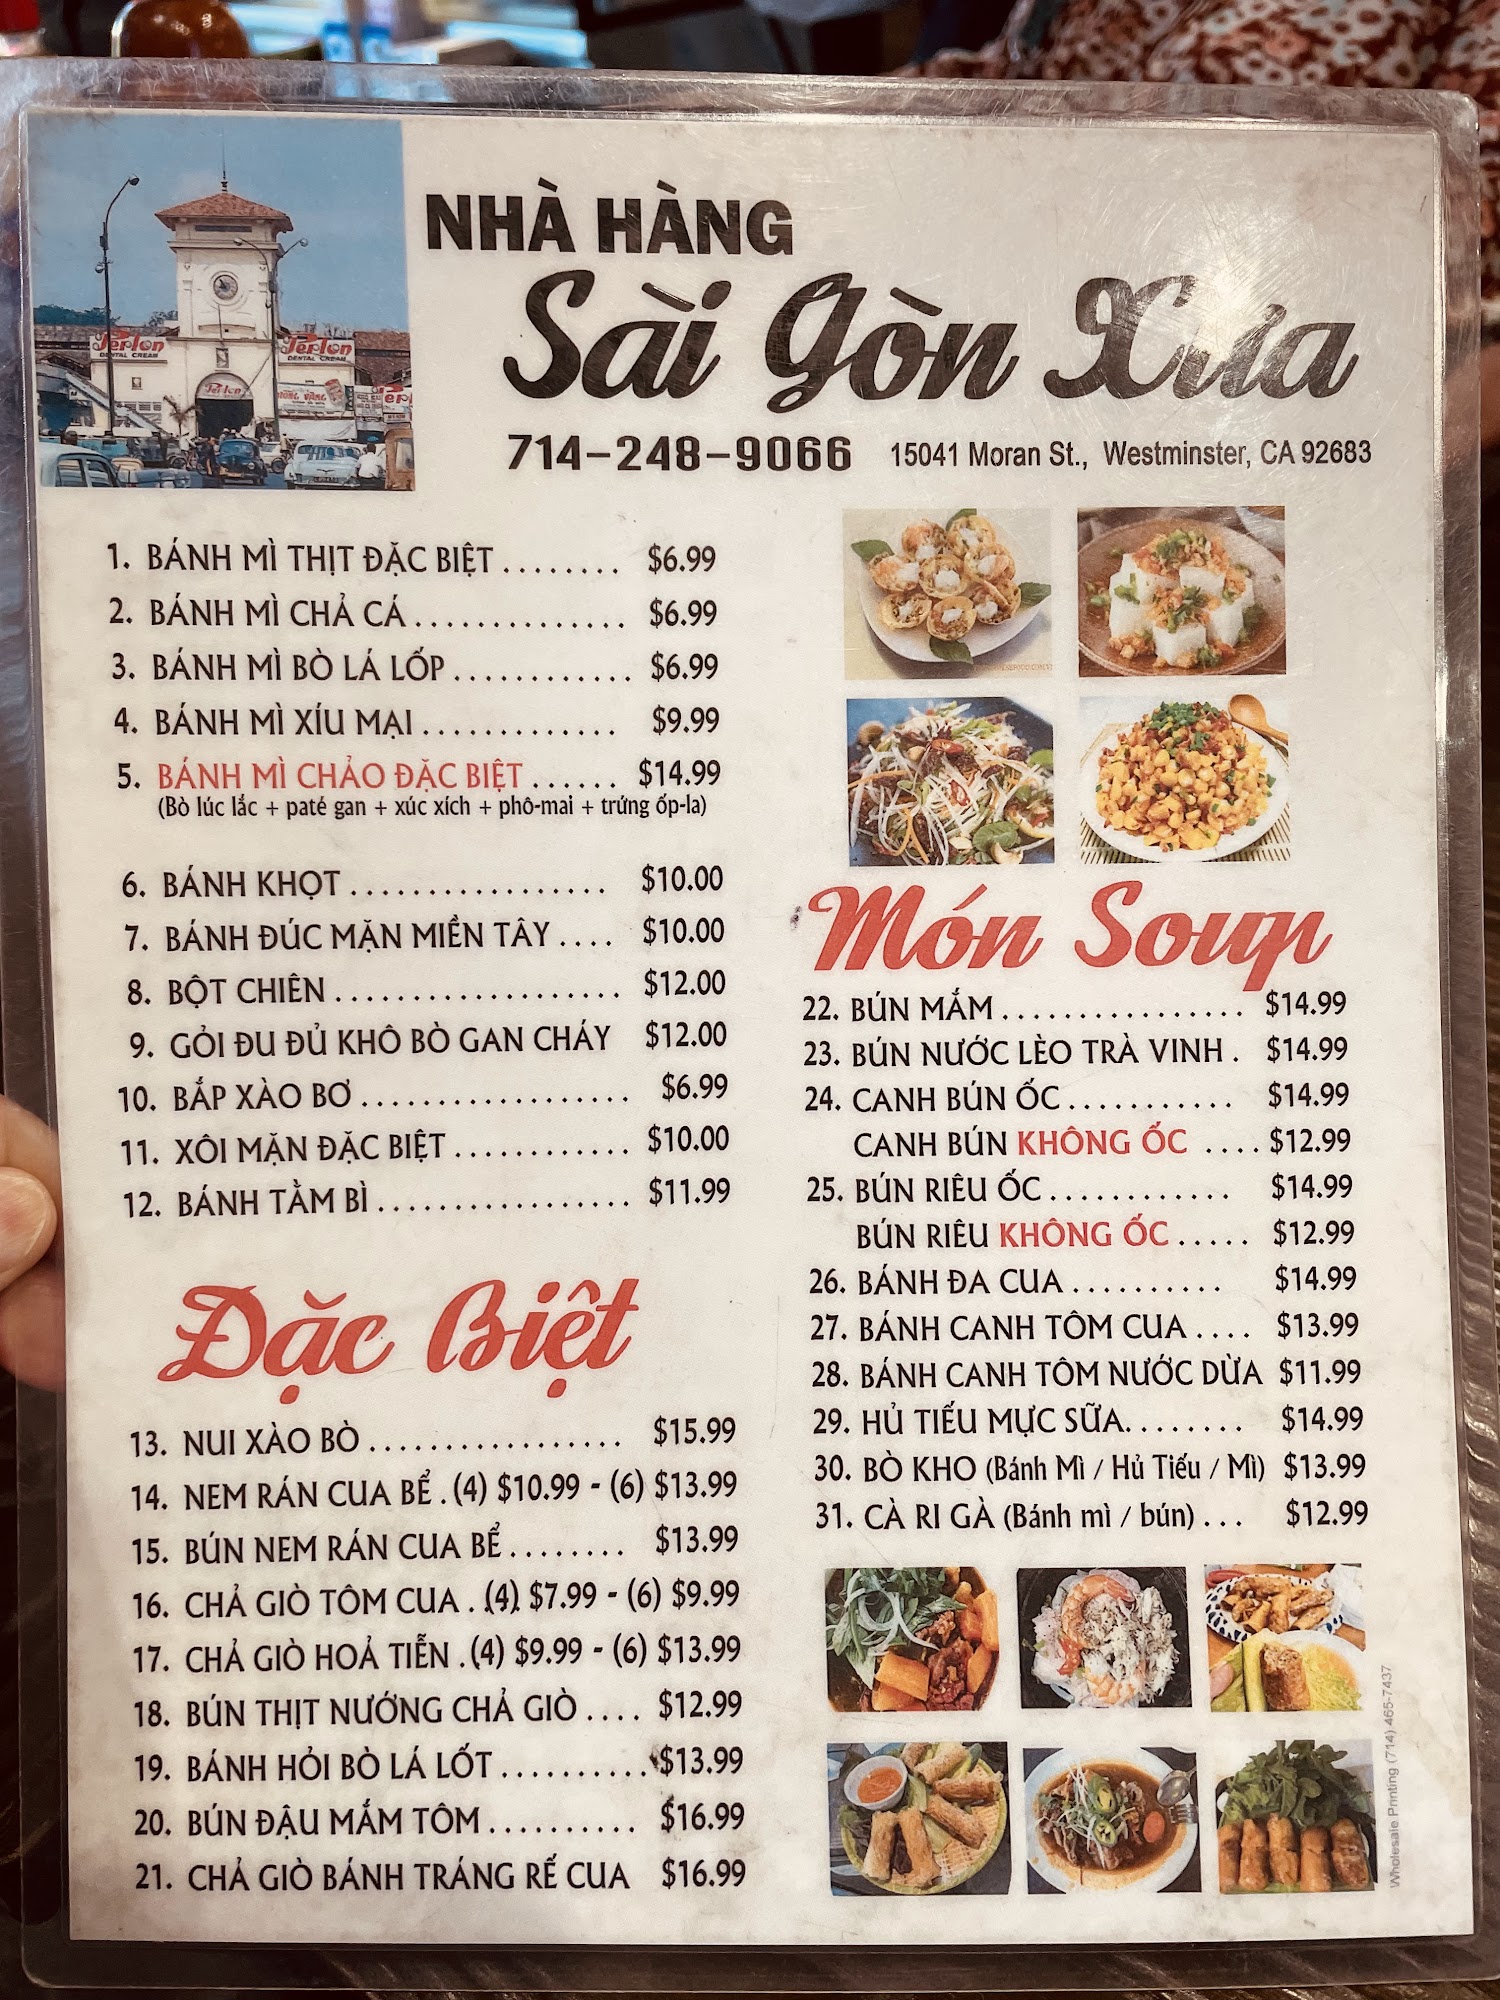 NHÀ HÀNG
Sài Gòn Xưa
714-248-9066 15041 Moran St., Westminster, CA 92683
Perlon
DENTAL CREAM
Perlon
DENTAL CREAM
Perlon
1. BÁNH MÌ THỊT ĐẶC BIỆT........ $6.99
2. BÁNH MÌ CHẢ CÁ.............. $6.99
3. BÁNH MÌ BÒ LÁ LỐP............ $6.99
4. BÁNH MÌ XÍU MẠI............. $9.99
5. BÁNH MÌ CHẢO ĐẶC BIỆT...... $14.99
(Bò lúc lắc + paté gan + xúc xích + phô-mai + trứng ốp-la)
6. BÁNH KHỌT................. $10.00
7. BÁNH ĐÚC MẶN MIỀN TÂY.... $10.00
8. BỘT CHIÊN................... $12.00
9. GỎI ĐU ĐỦ KHÔ BÒ GAN CHÁY $12.00
10. BẮP XÀO BƠ.................. $6.99
11. XÔI MẶN ĐẶC BIỆT............ $10.00
12. BÁNH TẰM BÌ................. $11.99
Đặc Biệt
13. NUI XÀO BÒ................. $15.99
14. NEM RÁN CUA BỂ .(4) $10.99 - (6) $13.99
15. BÚN NEM RÁN CUA BỂ........ $13.99
16. CHẢ GIÒ TÔM CUA . (4). $7.99 - (6) $9.99
17. CHẢ GIÒ HOẢ TIỄN .(4) $9.99 - (6) $13.99
18. BÚN THỊT NƯỚNG CHẢ GIÒ.... $12.99
19. BÁNH HỎI BÒ LÁ LỐT.......... $13.99
20. BÚN ĐẬU MẮM TÔM.......... $16.99
21. CHẢ GIÒ BÁNH TRÁNG RẾ CUA $16.99
Món Soup
22. BÚN MẮM................ $14.99
23. BÚN NƯỚC LÈO TRÀ VINH . $14.99
24. CANH BÚN ỐC........... $14.99
CANH BÚN KHÔNG ỐC .... $12.99
25. BÚN RIÊU ỐC............ $14.99
BÚN RIÊU KHÔNG ỐC..... $12.99
26. BÁNH ĐA CUA.......... $14.99
27. BÁNH CANH TÔM CUA.... $13.99
28. BÁNH CANH TÔM NƯỚC DỪA $11.99
29. HỦ TIẾU MỰC SỮA........ $14.99
30. BÒ KHO (Bánh Mì / Hủ Tiếu / Mì) $13.99
31. CÀ RI GÀ (Bánh mì / bún)... $12.99
Wholesale Printing (714) 465-7437